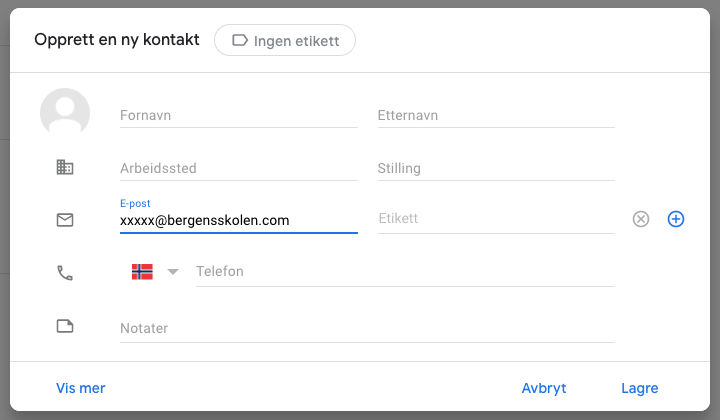 Opprett en ny kontakt
Ingen etikett
Fornavn
Etternavn
Arbeidssted
Stilling
E-post
xxxxx@bergensskolen.com
Etikett
Telefon
Notater
Vis mer
Avbryt
Lagre